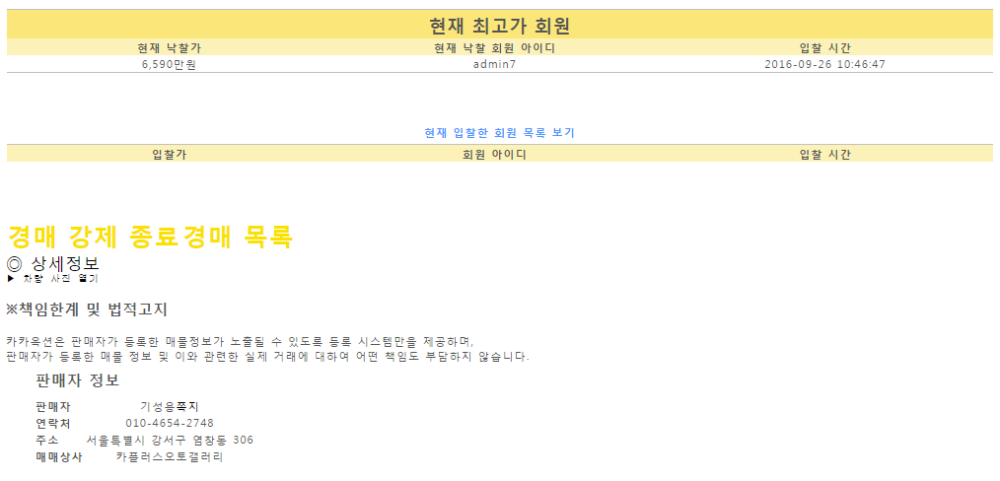 현재 최고가 회원
현재 낙찰가 현재 낙찰 회원 아이디 입찰 시간
6,590만원 admin7 2016-09-26 10:46:47
현재 입찰한 회원 목록 보기
입찰가 회원 아이디 입찰 시간
경매 강제 종료경매 목록
◎ 상세정보
▶ 차량 사진 열기
※책임한계 및 법적고지
카카옥션은 판매자가 등록한 매물정보가 노출될 수 있도록 등록 시스템만을 제공하며,
판매자가 등록한 매물 정보 및 이와 관련한 실제 거래에 대하여 어떤 책임도 부담하지 않습니다.
판매자 정보
판매자 기성용쪽지
연락처 010-4654-2748
주소 서울특별시 강서구 염창동 306
매매상사 카플러스오토갤러리